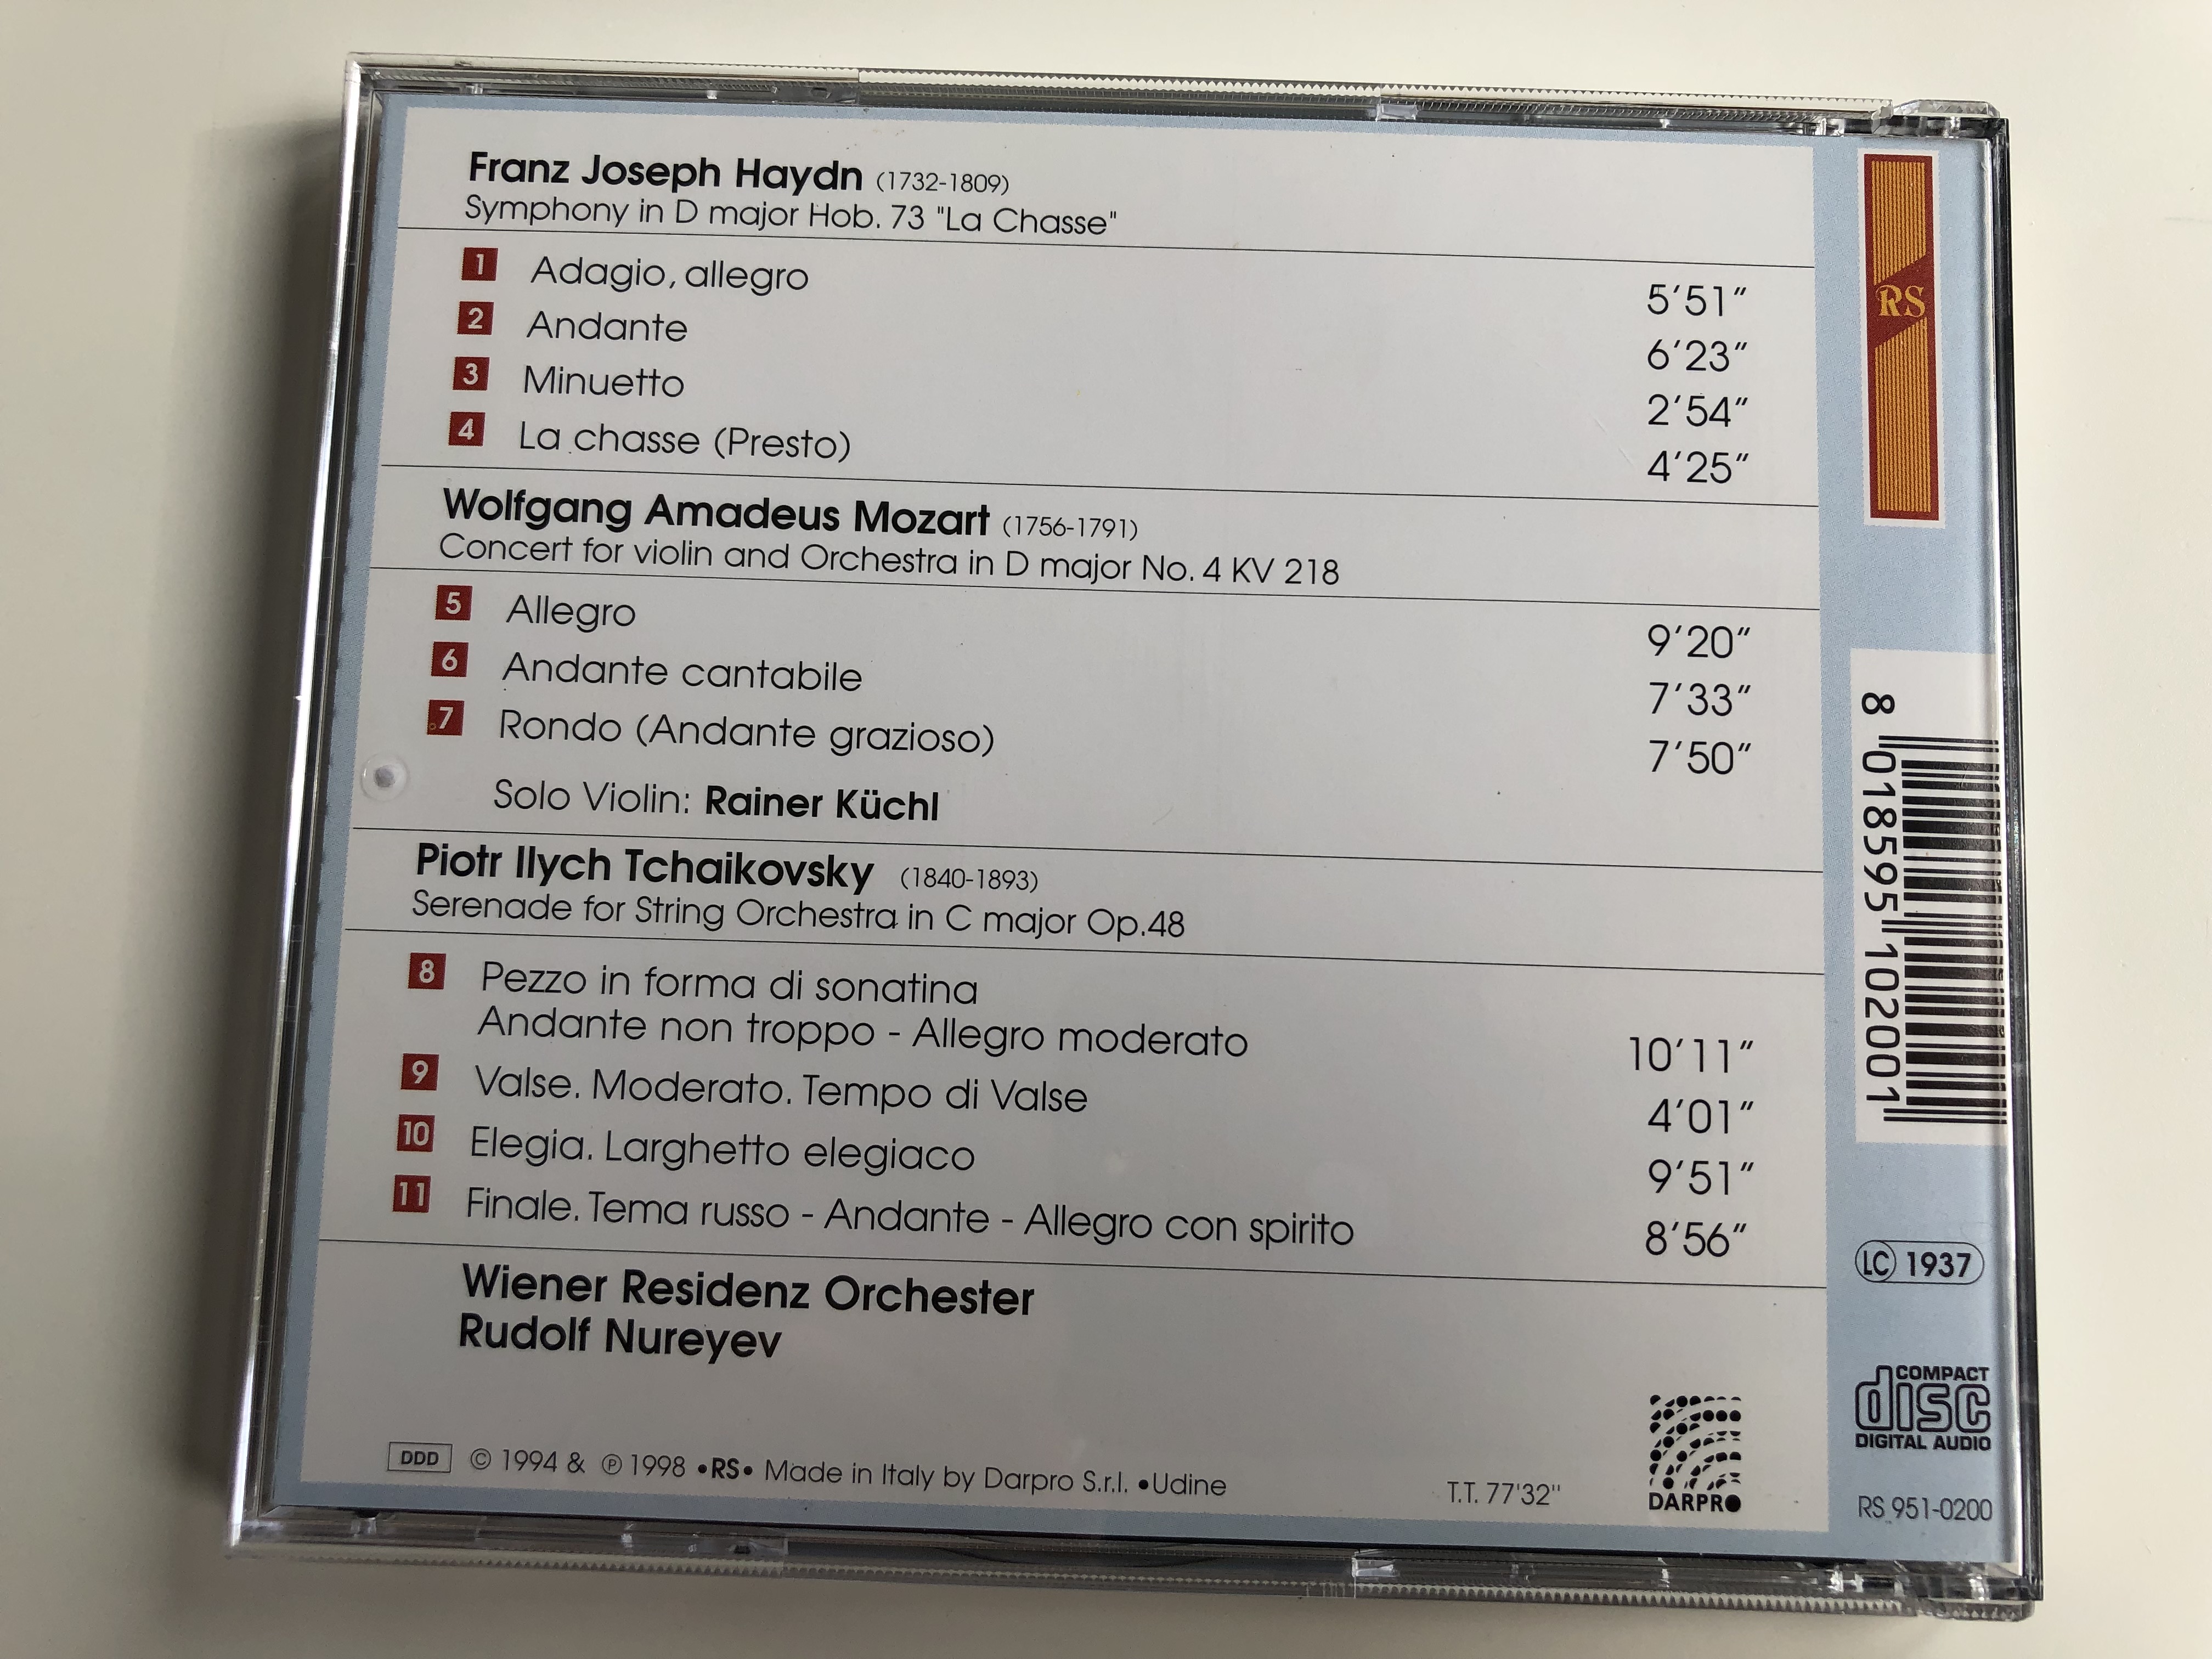 Franz Joseph Haydn (1732-1809)
Symphony in D major Hob. 73 "La Chasse"
1 Adagio, allegro 5'51"
2 Andante 6'23"
3 Minuetto 2'54"
4 La chasse (Presto) 4'25"
Wolfgang Amadeus Mozart (1756-1791)
Concert for violin and Orchestra in D major No. 4 KV 218
5 Allegro 9'20"
6 Andante cantabile 7'33"
7 Rondo (Andante grazioso) 7'50"
Solo Violin: Rainer Küchl
Piotr Ilych Tchaikovsky (1840-1893)
Serenade for String Orchestra in C major Op.48
8 Pezzo in forma di sonatina
Andante non troppo - Allegro moderato 10'11"
9 Valse. Moderato. Tempo di Valse 4'01"
10 Elegia. Larghetto elegiaco 9'51"
11 Finale. Tema russo - Andante - Allegro con spirito 8'56"
Wiener Residenz Orchester
Rudolf Nureyev
DDD © 1994 & ℗ 1998 •RS• Made in Italy by Darpro S.r.l. •Udine
T.T. 77'32"
DARPRO
RS
8 018595 102001
LC 1937
COMPACT
disc
DIGITAL AUDIO
RS 951-0200